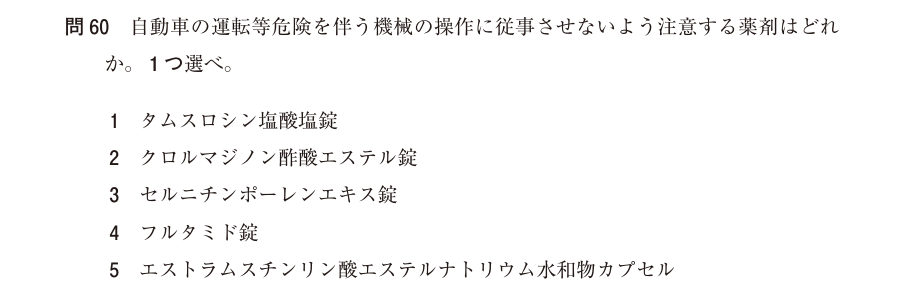 問60 自動車の運転等危険を伴う機械の操作に従事させないよう注意する薬剤はどれ
か。1つ選べ。
1 タムスロシン塩酸塩錠
2 クロルマジノン酢酸エステル錠
3 セルニチンポーレンエキス錠
4 フルタミド錠
5 エストラムスチンリン酸エステルナトリウム水和物カプセル